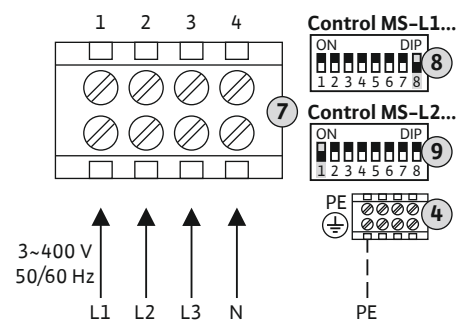 1 2 3 4
7
3~400 V
50/60 Hz
L1 L2 L3 N
Control MS-L1...
ON DIP
1 2 3 4 5 6 7 8
8
Control MS-L2...
ON DIP
1 2 3 4 5 6 7 8
9
PE
4
PE